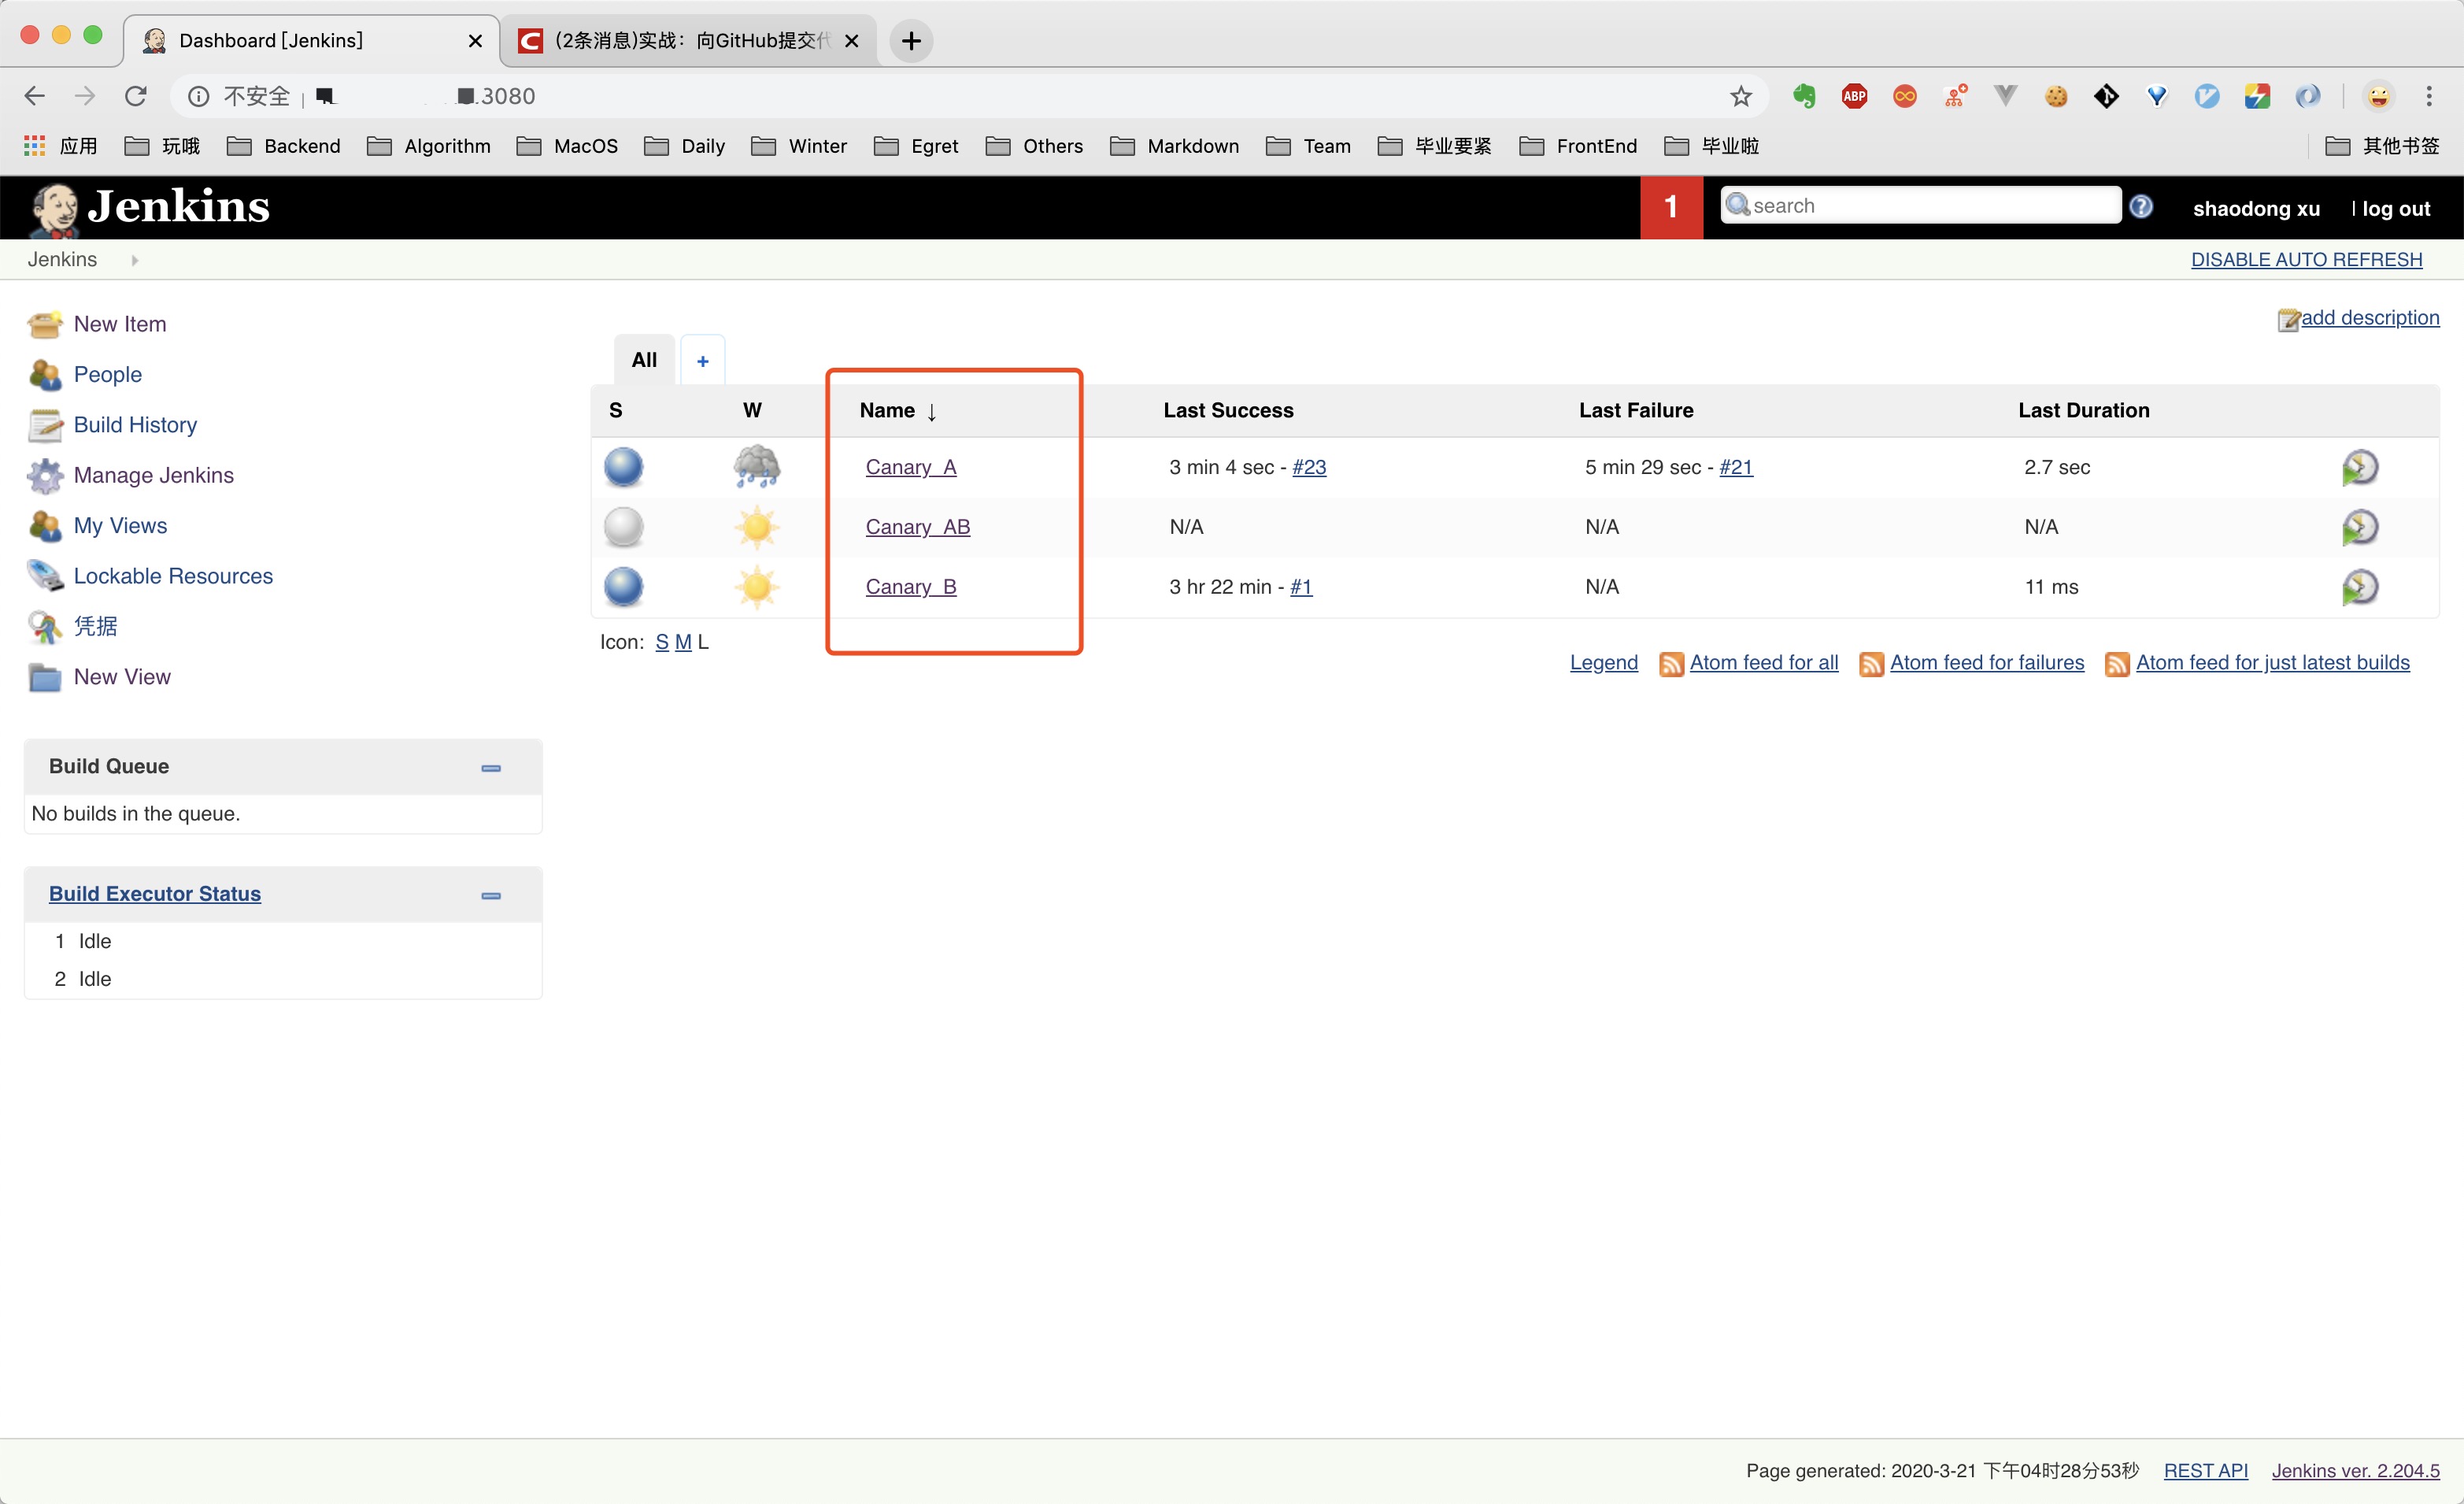 Dashboard [Jenkins]
(2条消息)实战：向GitHub提交代
不安全 | .3080
ABP
应用 玩哦 Backend Algorithm MacOS Daily Winter Egret Others Markdown Team 毕业要紧 FrontEnd 毕业啦 其他书签
Jenkins 1 search shaodong xu | log out
Jenkins DISABLE AUTO REFRESH
add description
New Item
People
Build History
Manage Jenkins
My Views
Lockable Resources
凭据
New View
All +
S W Name ↓ Last Success Last Failure Last Duration
Canary_A 3 min 4 sec - #23 5 min 29 sec - #21 2.7 sec
Canary_AB N/A N/A N/A
Canary_B 3 hr 22 min - #1 N/A 11 ms
Icon: S M L
Legend Atom feed for all Atom feed for failures Atom feed for just latest builds
Build Queue
No builds in the queue.
Build Executor Status
1 Idle
2 Idle
Page generated: 2020-3-21 下午04时28分53秒 REST API Jenkins ver. 2.204.5